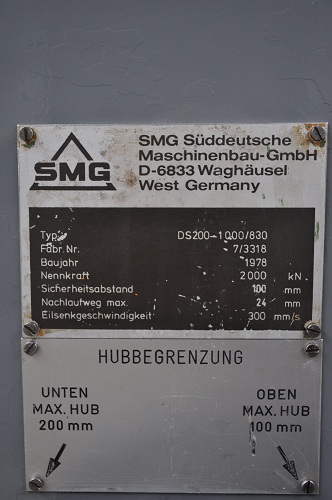 SMG
SMG Süddeutsche
Maschinenbau-GmbH
D-6833 Waghäusel
West Germany
Typ DS200-1000/830
Fabr. Nr. 7/3318
Baujahr 1978
Nennkraft 2000 kN
Sicherheitsabstand 100 mm
Nachlaufweg max. 24 mm
Eilsenkgeschwindigkeit 300 mm/s
HUBBEGRENZUNG
UNTEN
MAX. HUB
200 mm
OBEN
MAX. HUB
100 mm